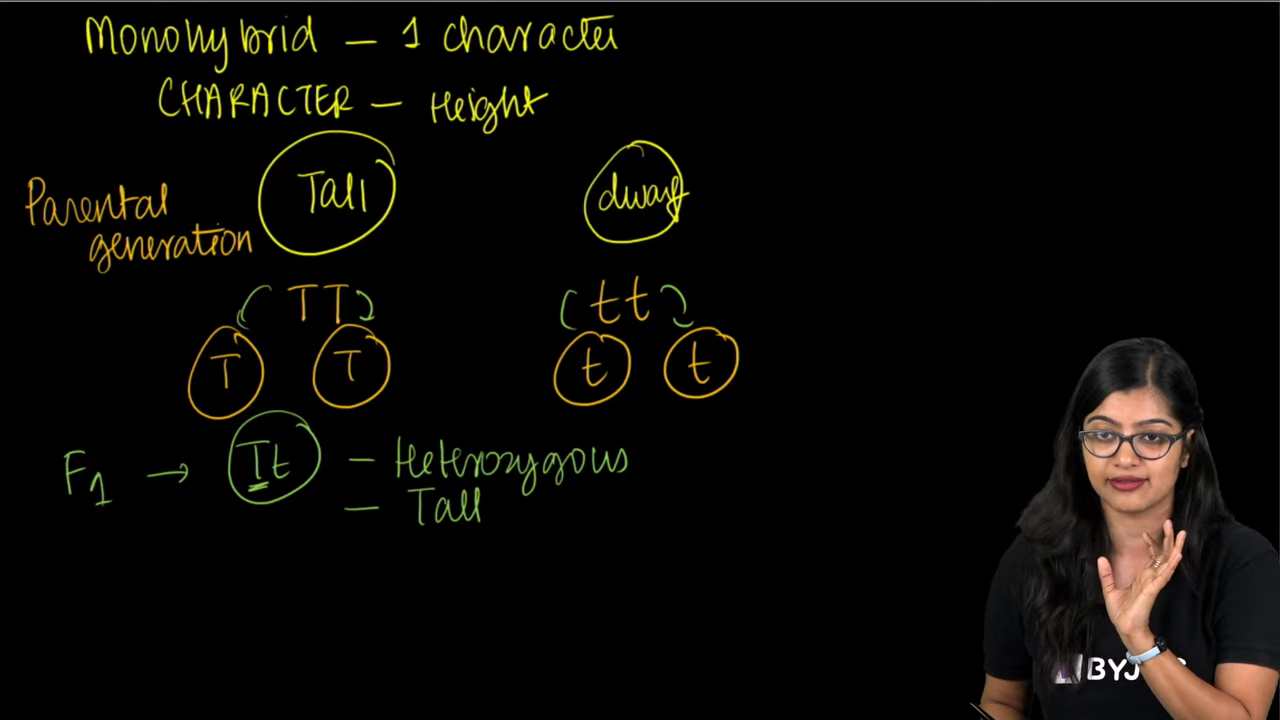 Monohybrid — 1 character
CHARACTER — Height
Tall dwarf
Parental
generation
TT tt
T T t t
F1 → Tt — Heterozygous
— Tall
BYJ